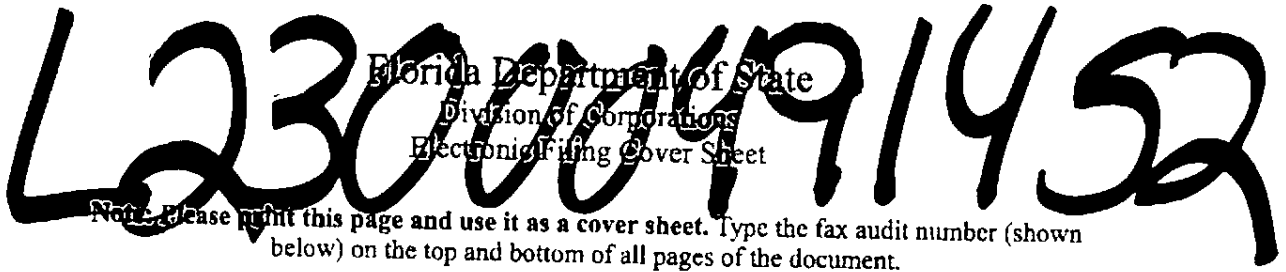 L23000491452
Florida Department of State
Division of Corporations
Electronic Filing Cover Sheet
Note: Please print this page and use it as a cover sheet. Type the fax audit number (shown
below) on the top and bottom of all pages of the document.